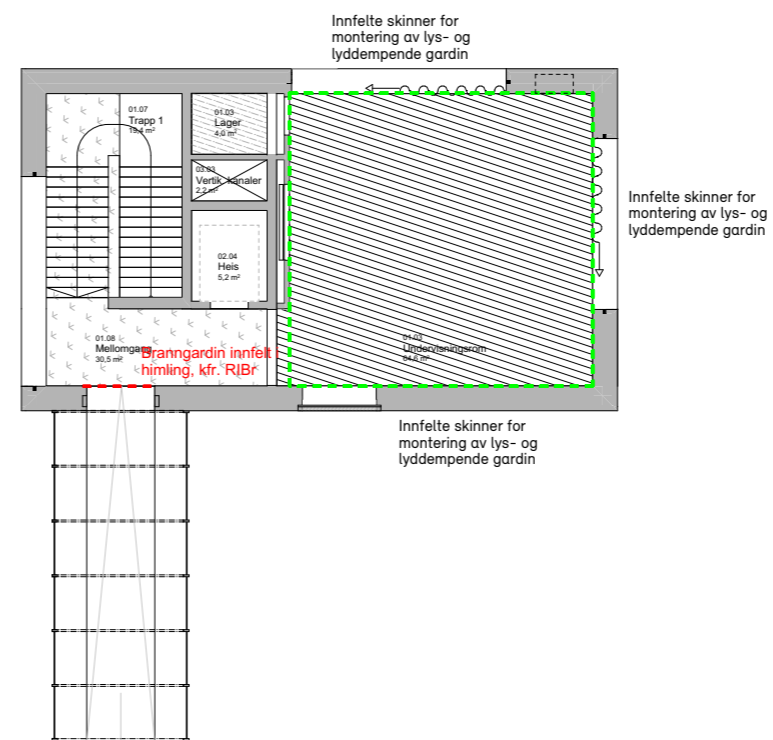 Innfelte skinner for
montering av lys- og
lyddempende gardin
01.07
Trapp 1
19,4 m²
01.03
Lager
4,0 m²
03.03
Vertik. kanaler
2,2 m²
02.04
Heis
5,2 m²
Innfelte skinner for
montering av lys- og
lyddempende gardin
01.08
Mellomgang
30,5 m²
Branngardin innfelt i
himling, kfr. RIBr
Undervisningsrom
64,6 m²
Innfelte skinner for
montering av lys- og
lyddempende gardin